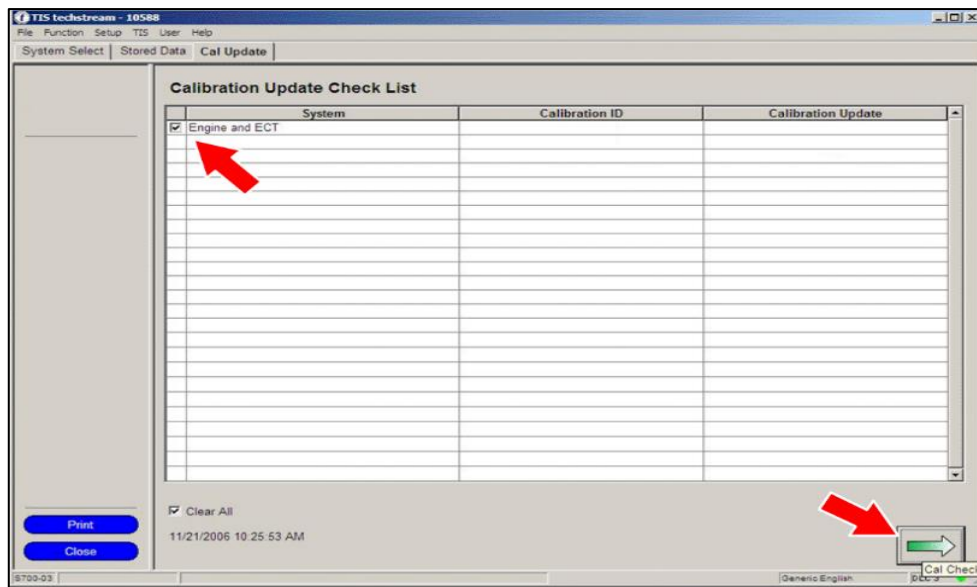 TIS techstream - 10588
File Function Setup TIS User Help
System Select Stored Data Cal Update
Calibration Update Check List
System Calibration ID Calibration Update
Engine and ECT
Clear All
11/21/2006 10:25:53 AM
Print
Close
Cal Check
S700-03 Generic English DLC 3